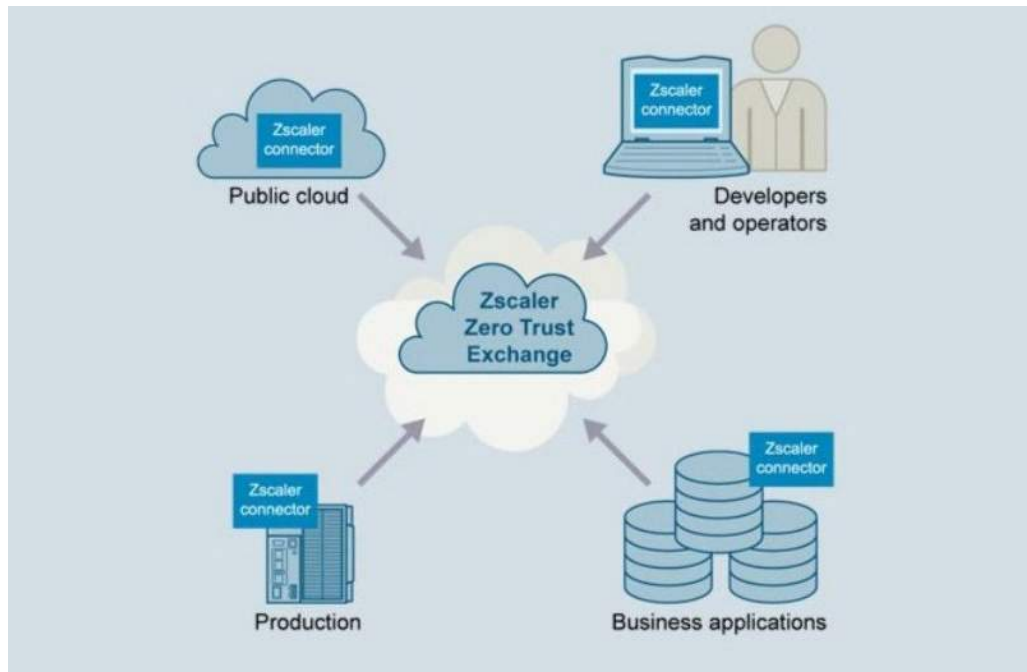 Zscaler
connector
Public cloud
Zscaler
connector
Developers
and operators
Zscaler
Zero Trust
Exchange
Zscaler
connector
Production
Zscaler
connector
Business applications